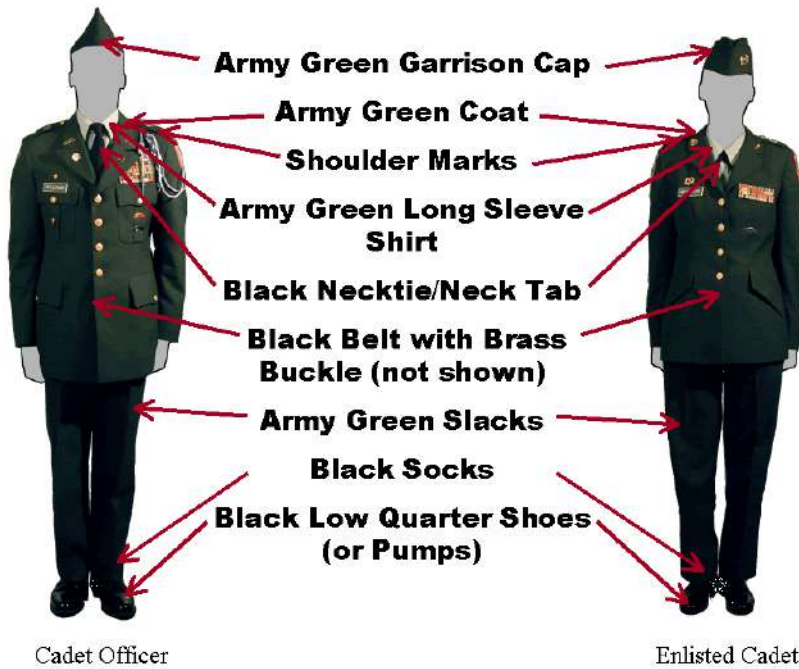 Army Green Garrison Cap
Army Green Coat
Shoulder Marks
Army Green Long Sleeve
Shirt
Black Necktie/Neck Tab
Black Belt with Brass
Buckle (not shown)
Army Green Slacks
Black Socks
Black Low Quarter Shoes
(or Pumps)
Cadet Officer
Enlisted Cadet